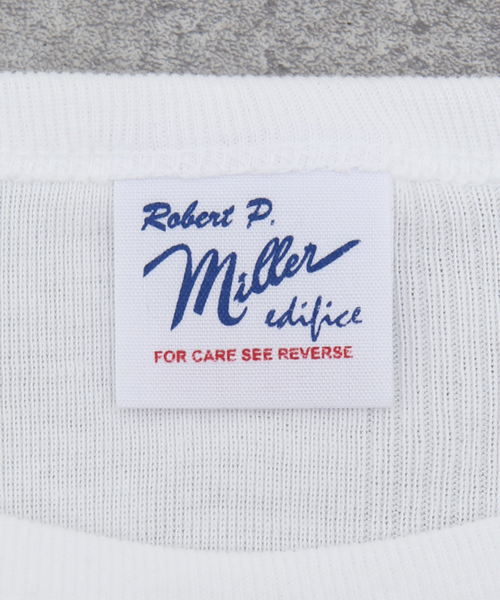 Robert P.
Miller
edifice
FOR CARE SEE REVERSE